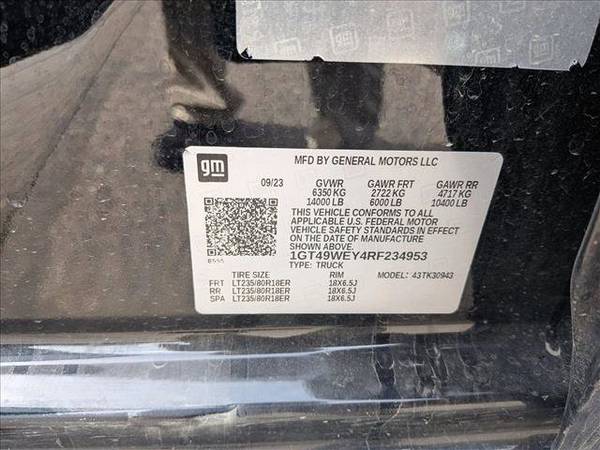 gm
gm
MFD BY GENERAL MOTORS LLC
09/23 GVWR GAWR FRT GAWR RR
6350 KG 2722 KG 4717 KG
14000 LB 6000 LB 10400 LB
THIS VEHICLE CONFORMS TO ALL
APPLICABLE U.S. FEDERAL MOTOR
VEHICLE SAFETY STANDARDS IN EFFECT
ON THE DATE OF MANUFACTURE SHOWN ABOVE.
1GT49WEY4RF234953
TYPE: TRUCK MODEL: 43TK30943
TIRE SIZE RIM
FRT LT235/80R18ER 18X6.5J
RR LT235/80R18ER 18X6.5J
SPA LT235/80R18ER 18X6.5J